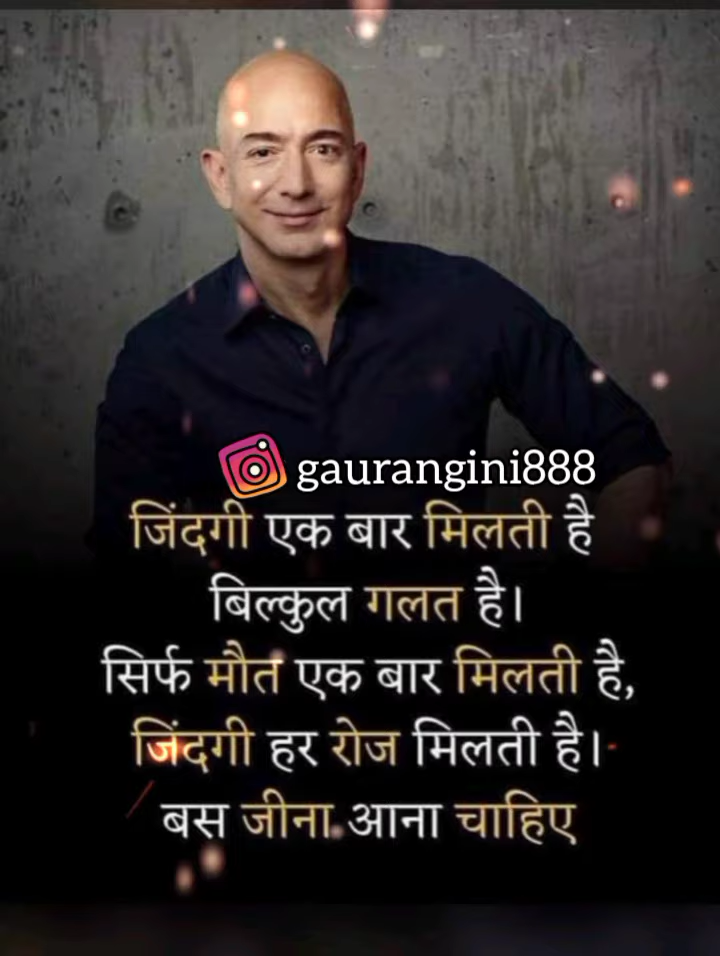 gaurangini888
जिंदगी एक बार मिलती है
बिल्कुल गलत है।
सिर्फ मौत एक बार मिलती है,
जिंदगी हर रोज मिलती है।
बस जीना आना चाहिए